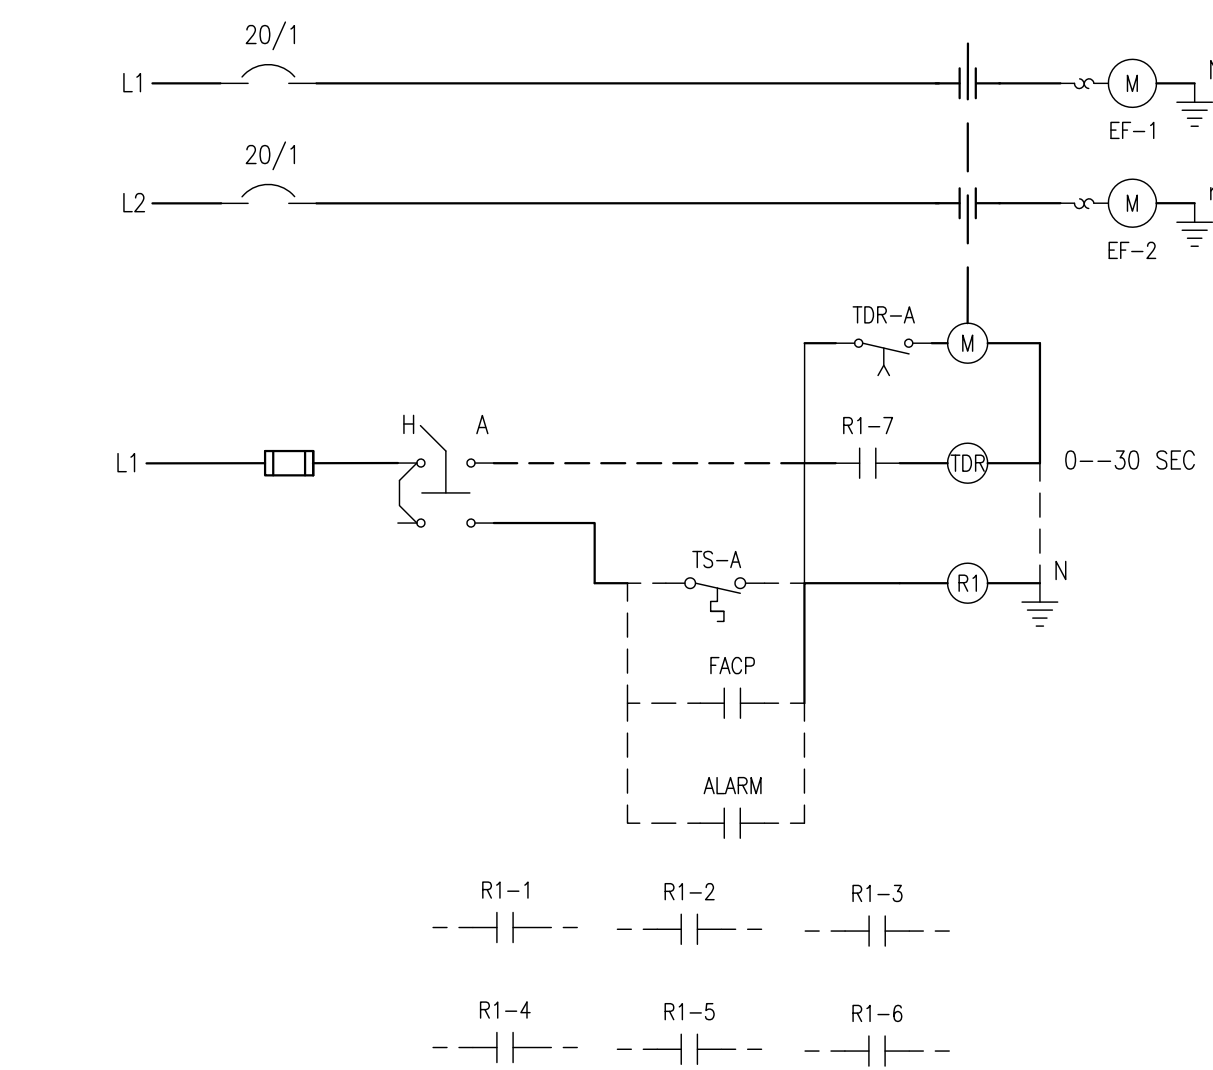 20/1
L1
M
EF-1
20/1
L2
M
EF-2
TDR-A
M
H A
R1-7
L1
TDR
0--30 SEC
TS-A
R1
N
FACP
ALARM
R1-1
R1-2
R1-3
R1-4
R1-5
R1-6